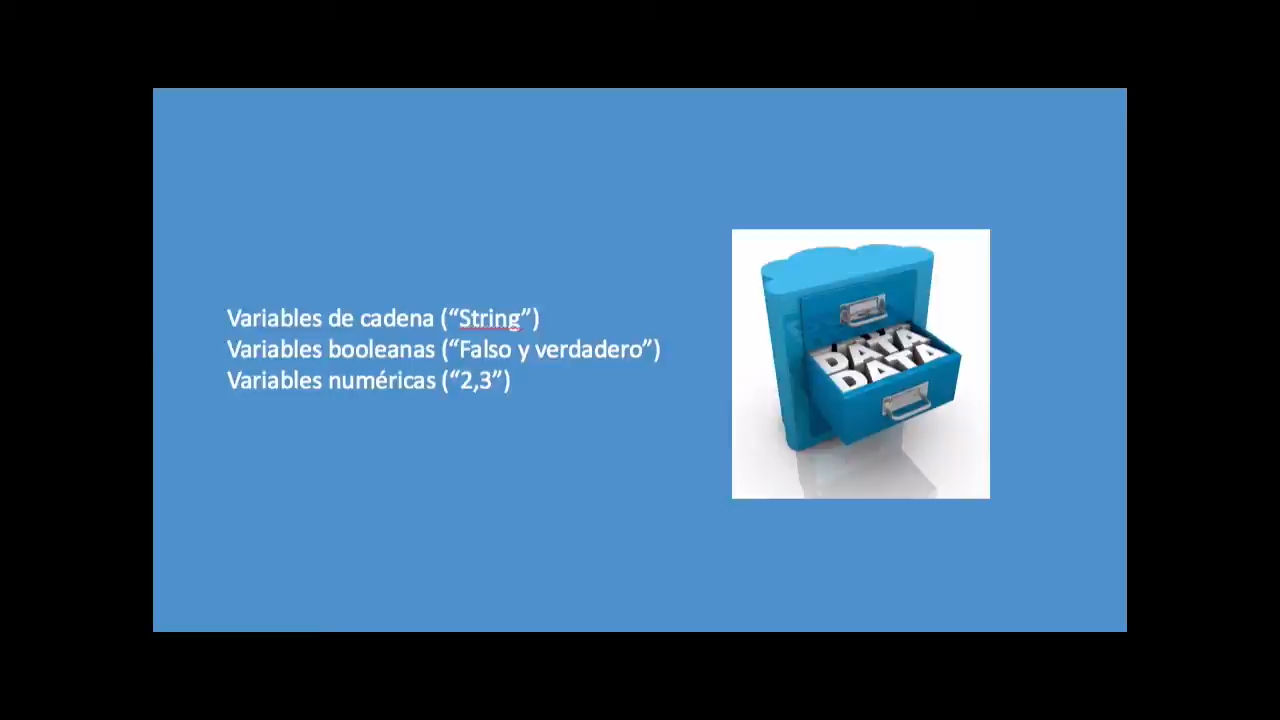 Variables de cadena (“String”)
Variables booleanas (“Falso y verdadero”)
Variables numéricas (“2,3”)
DATA
DATA